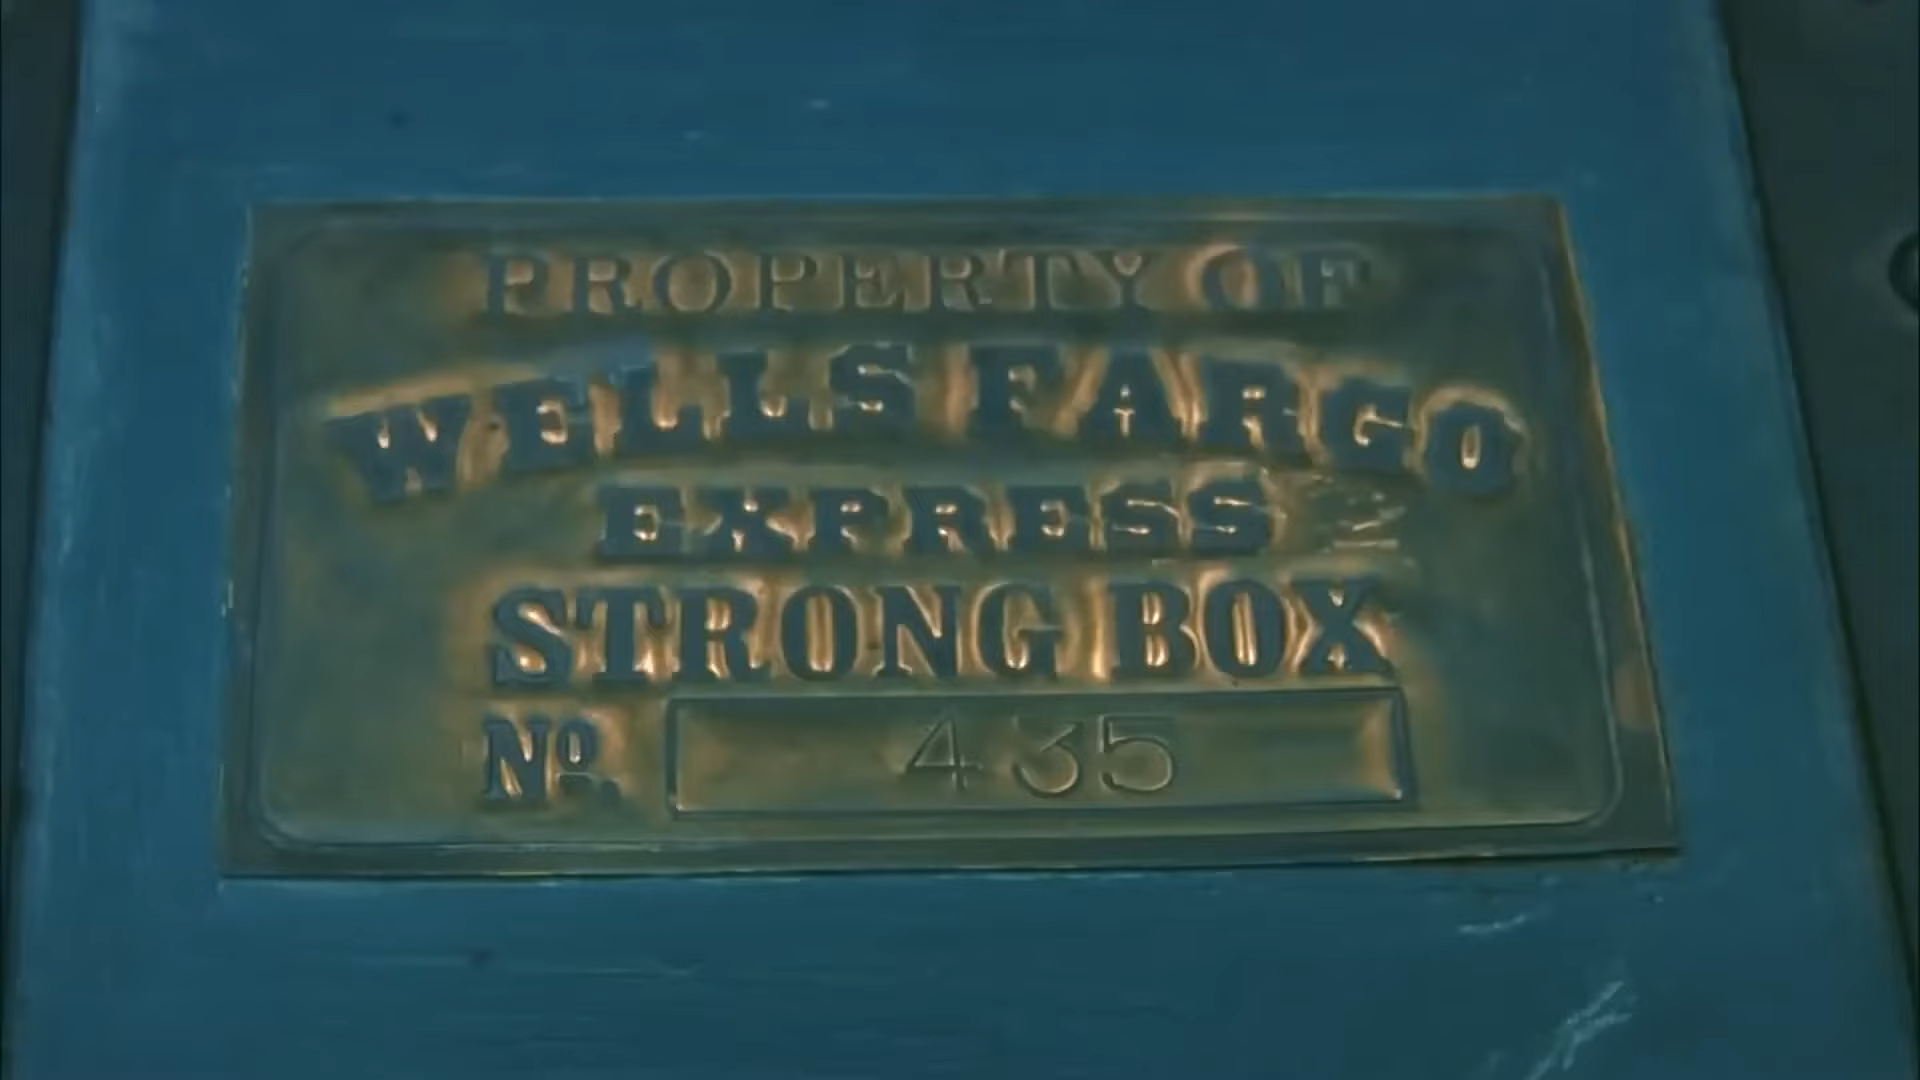 PROPERTY OF
WELLS FARGO
EXPRESS
STRONG BOX
No. 435